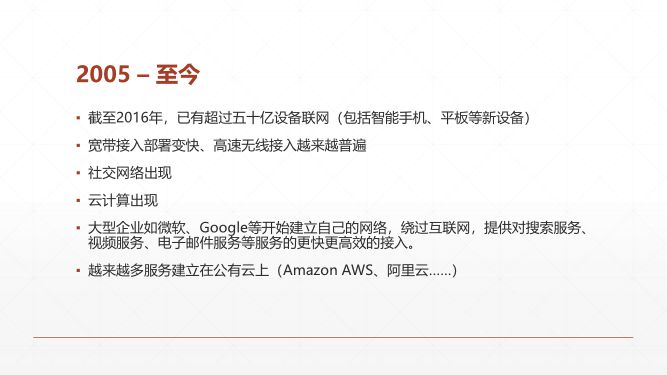 2005 – 至今
▪ 截至2016年，已有超过五十亿设备联网（包括智能手机、平板等新设备）
▪ 宽带接入部署变快、高速无线接入越来越普遍
▪ 社交网络出现
▪ 云计算出现
▪ 大型企业如微软、Google等开始建立自己的网络，绕过互联网，提供对搜索服务、
视频服务、电子邮件服务等服务的更快更高效的接入。
▪ 越来越多服务建立在公有云上（Amazon AWS、阿里云……）